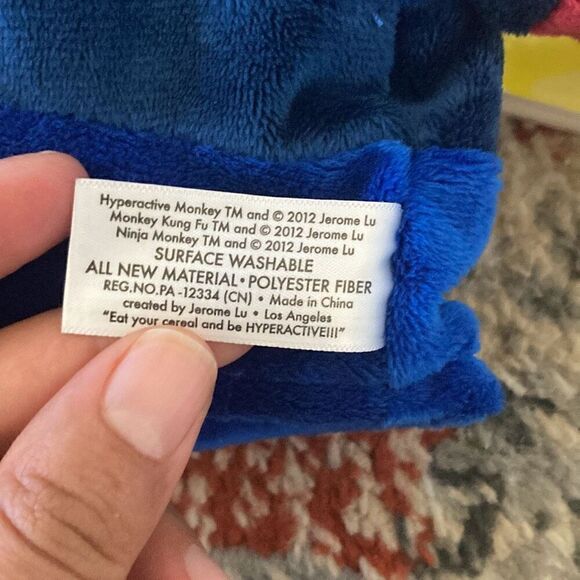 Hyperactive Monkey TM and © 2012 Jerome Lu
Monkey Kung Fu TM and © 2012 Jerome Lu
Ninja Monkey TM and © 2012 Jerome Lu
SURFACE WASHABLE
ALL NEW MATERIAL • POLYESTER FIBER
REG.NO.PA -12334 (CN) • Made in China
created by Jerome Lu • Los Angeles
"Eat your cereal and be HYPERACTIVE!!!"